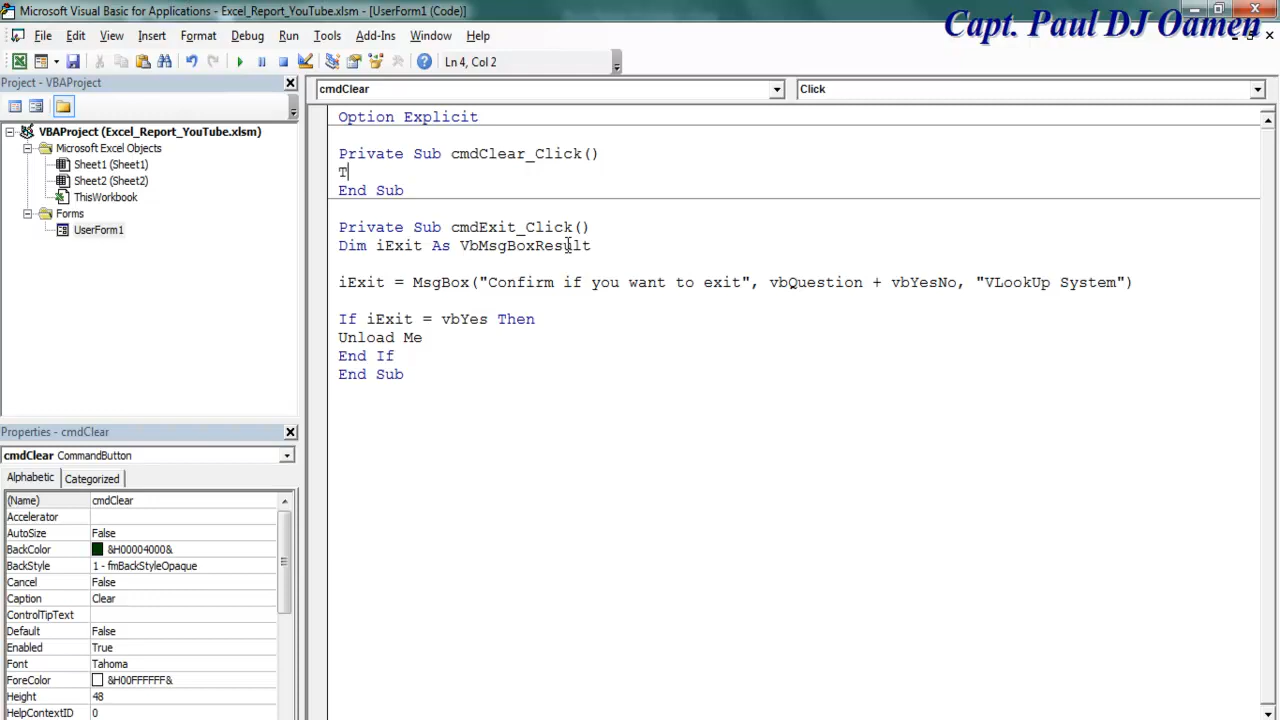 Microsoft Visual Basic for Applications - Excel_Report_YouTube.xlsm - [UserForm1 (Code)]
Capt. Paul DJ Oamen
File Edit View Insert Format Debug Run Tools Add-Ins Window Help
Ln 4, Col 2
Project - VBAProject
cmdClear
Click
VBAProject (Excel_Report_YouTube.xlsm)
Microsoft Excel Objects
Sheet1 (Sheet1)
Sheet2 (Sheet2)
ThisWorkbook
Forms
UserForm1
Option Explicit
Private Sub cmdClear_Click()
T
End Sub
Private Sub cmdExit_Click()
Dim iExit As VbMsgBoxResult
iExit = MsgBox("Confirm if you want to exit", vbQuestion + vbYesNo, "VLookUp System")
If iExit = vbYes Then
Unload Me
End If
End Sub
Properties - cmdClear
cmdClear CommandButton
Alphabetic Categorized
(Name) cmdClear
Accelerator
AutoSize False
BackColor &H00004000&
BackStyle 1 - fmBackStyleOpaque
Cancel False
Caption Clear
ControlTipText
Default False
Enabled True
Font Tahoma
ForeColor &H00FFFFFF&
Height 48
HelpContextID 0